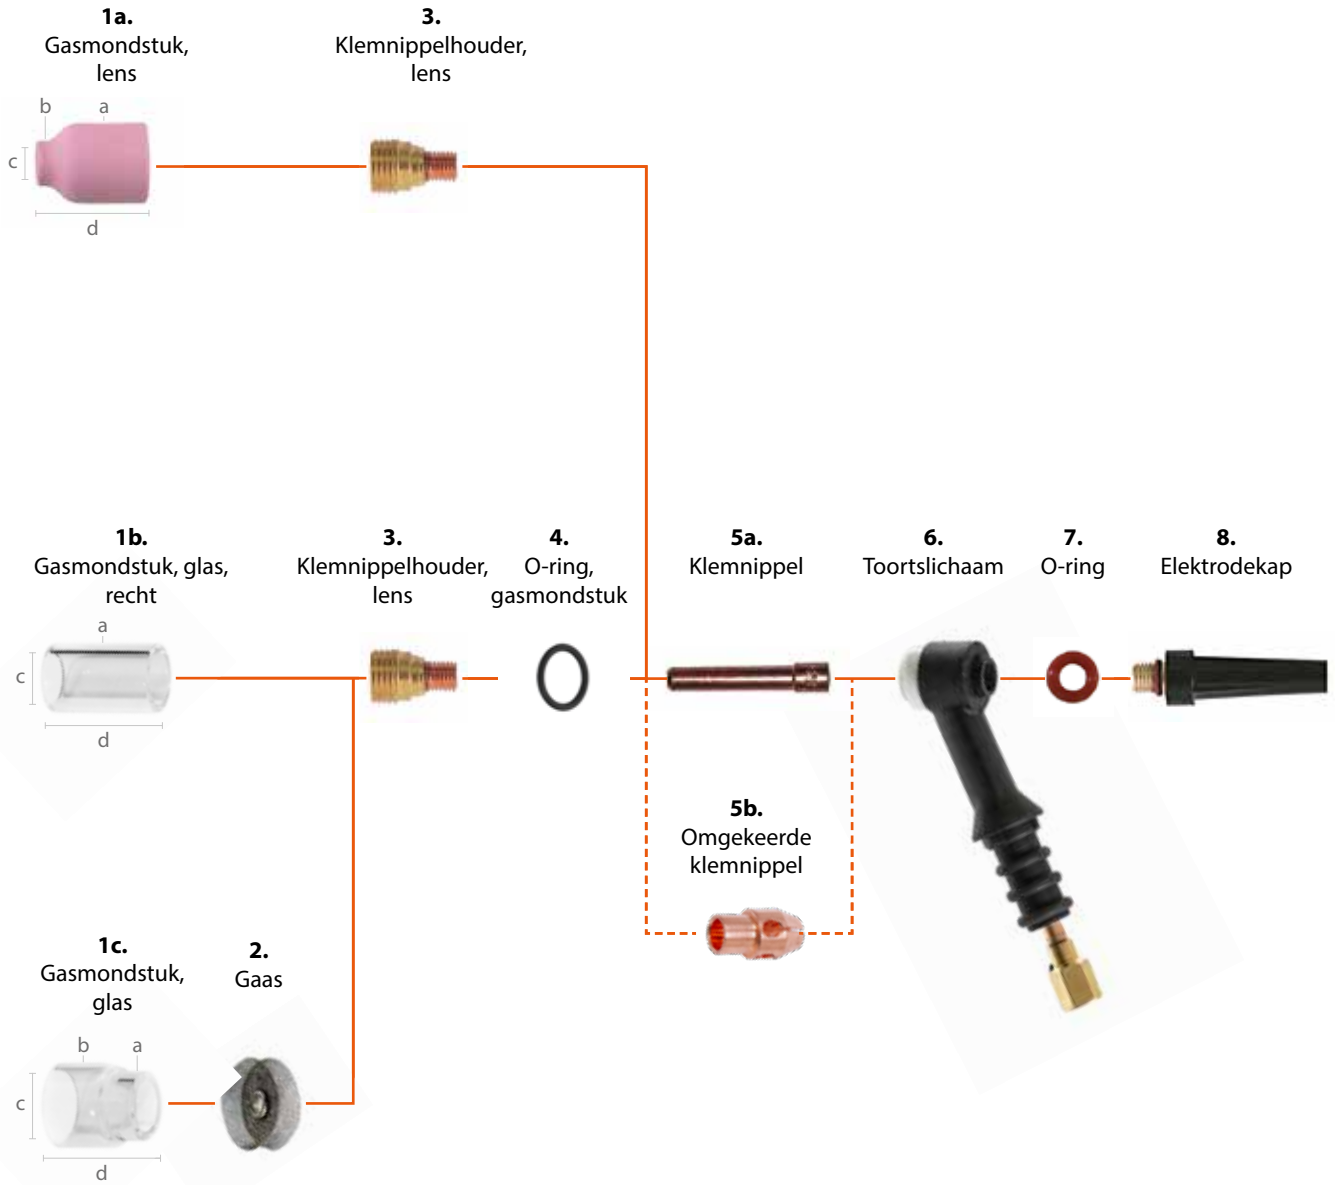 1a.
Gasmondstuk,
lens
3.
Klemnippelhouder,
lens
b
a
c
d
1b.
Gasmondstuk, glas,
recht
3.
Klemnippelhouder,
lens
4.
O-ring,
gasmondstuk
5a.
Klemnippel
6.
Toortslichaam
7.
O-ring
8.
Elektrodekap
a
c
d
5b.
Omgekeerde
klemnippel
1c.
Gasmondstuk,
glas
2.
Gaas
b
a
c
d